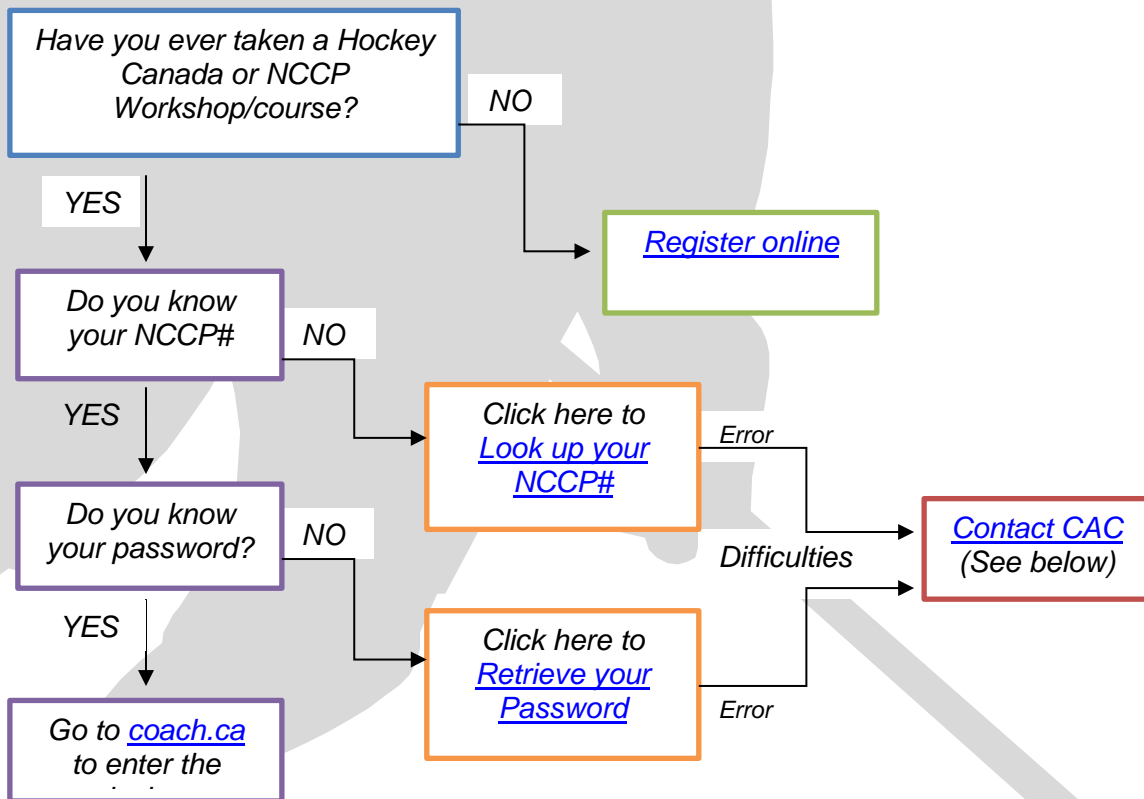 Have you ever taken a Hockey
Canada or NCCP
Workshop/course?
NO
YES
Register online
Do you know
your NCCP#
NO
YES
Click here to
Look up your
NCCP#
Error
Do you know
your password?
NO
Difficulties
Contact CAC
(See below)
YES
Click here to
Retrieve your
Password
Error
Go to coach.ca
to enter the